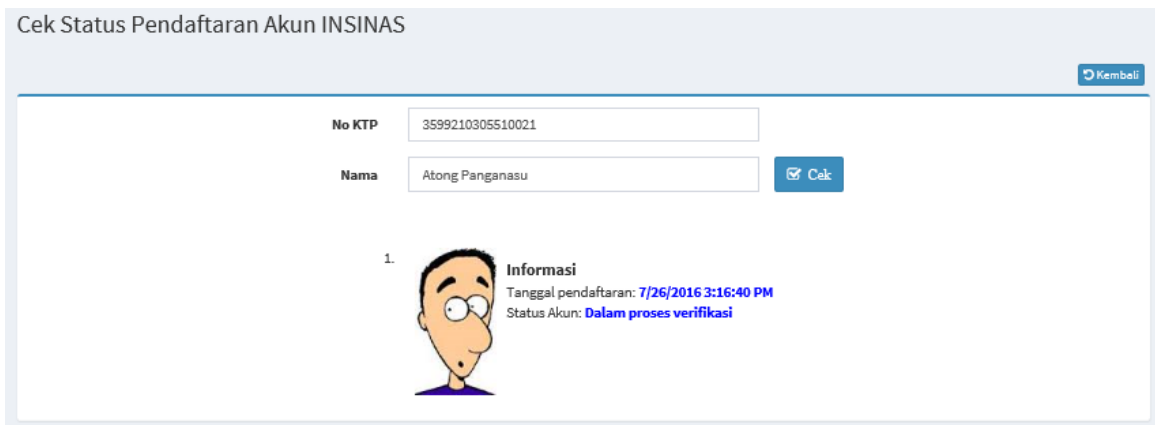 Cek Status Pendaftaran Akun INSINAS
Kembali
No KTP 3599210305510021
Nama Atong Panganasu Cek
1.
Informasi
Tanggal pendaftaran: 7/26/2016 3:16:40 PM
Status Akun: Dalam proses verifikasi